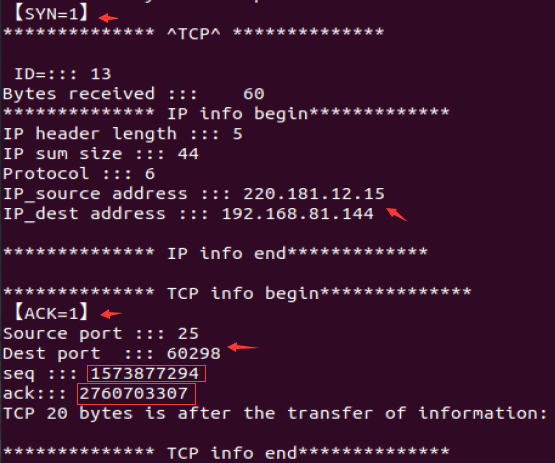 【SYN=1】
************** ^TCP^ **************
ID=::: 13
Bytes received :::    60
************** IP info begin*************
IP header length ::: 5
IP sum size ::: 44
Protocol ::: 6
IP_source address ::: 220.181.12.15
IP_dest address ::: 192.168.81.144
************** IP info end*************
************** TCP info begin**************
【ACK=1】
Source port ::: 25
Dest port  ::: 60298
seq ::: 1573877294
ack::: 2760703307
TCP 20 bytes is after the transfer of information:
************** TCP info end**************